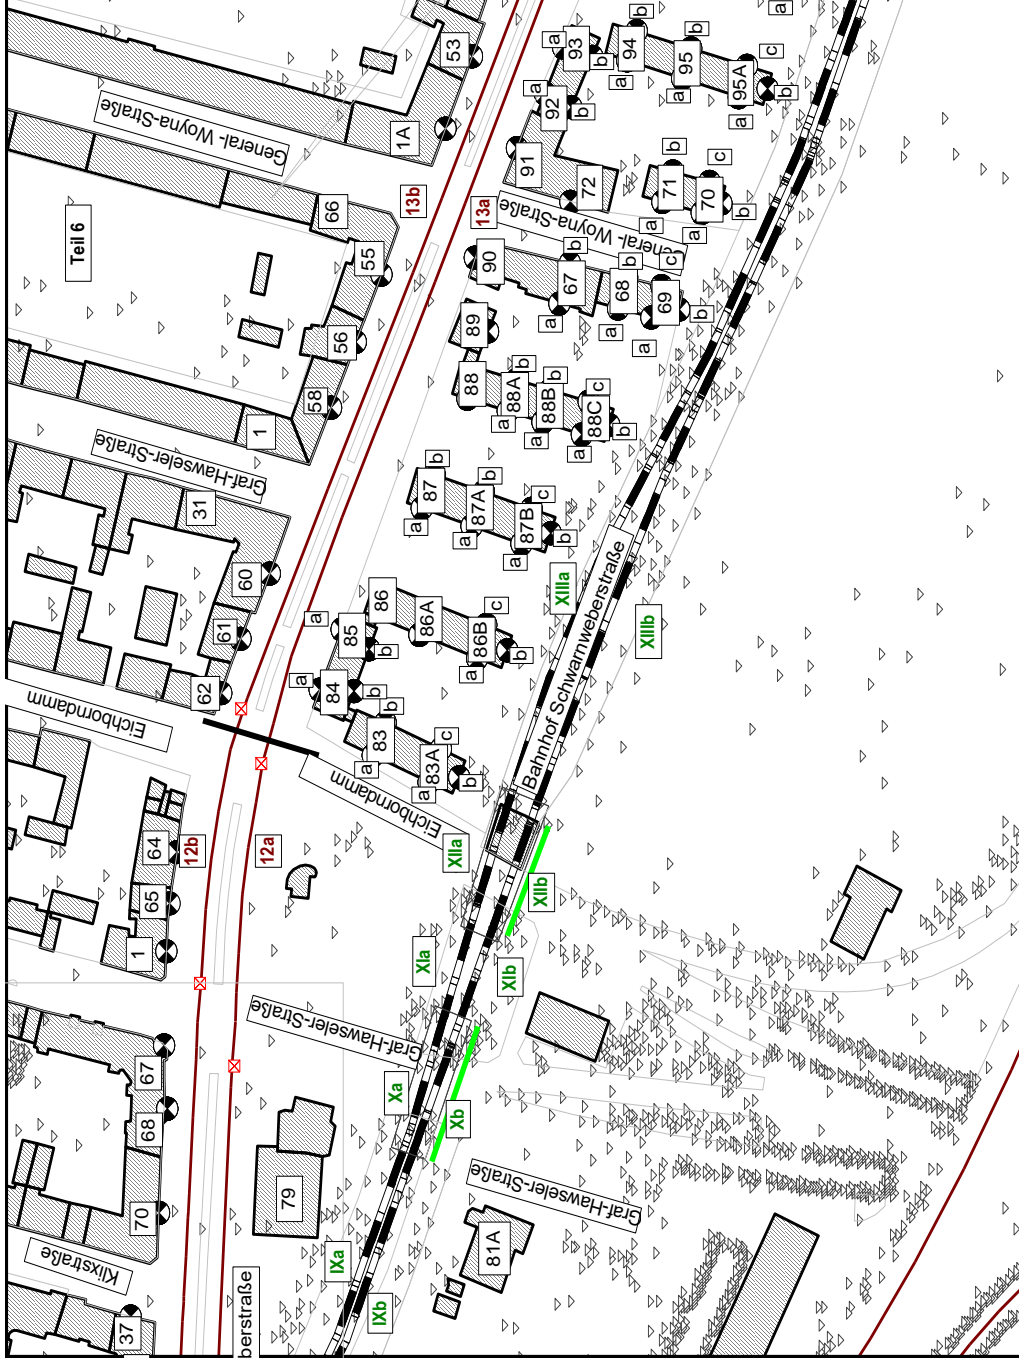 53
93
a
b
94
b
a
95
b
a
95A
c
b
a
a
General- Woyna-Straße
1A
92
a
b
91
72
71
b
a
70
c
b
a
Teil 6
66
13b
13a
General- Woyna-Straße
55
90
67
b
a
68
b
a
69
c
b
a
56
89
58
88
88A
b
a
88B
b
a
88C
c
b
a
1
Graf-Hawseler-Straße
31
87
b
a
87A
b
a
87B
c
b
a
60
61
62
86
86A
86B
c
b
a
85
a
b
84
a
b
XIIIa
XIIIb
Bahnhof Schwarnweberstraße
Eichborndamm
83
b
a
83A
c
b
a
Eichborndamm
64
65
1
12b
12a
XIIa
XIIb
XIa
XIb
Graf-Hawseler-Straße
67
68
70
Xa
Xb
Graf-Hawseler-Straße
79
81A
Klixstraße
37
berstraße
IXa
IXb